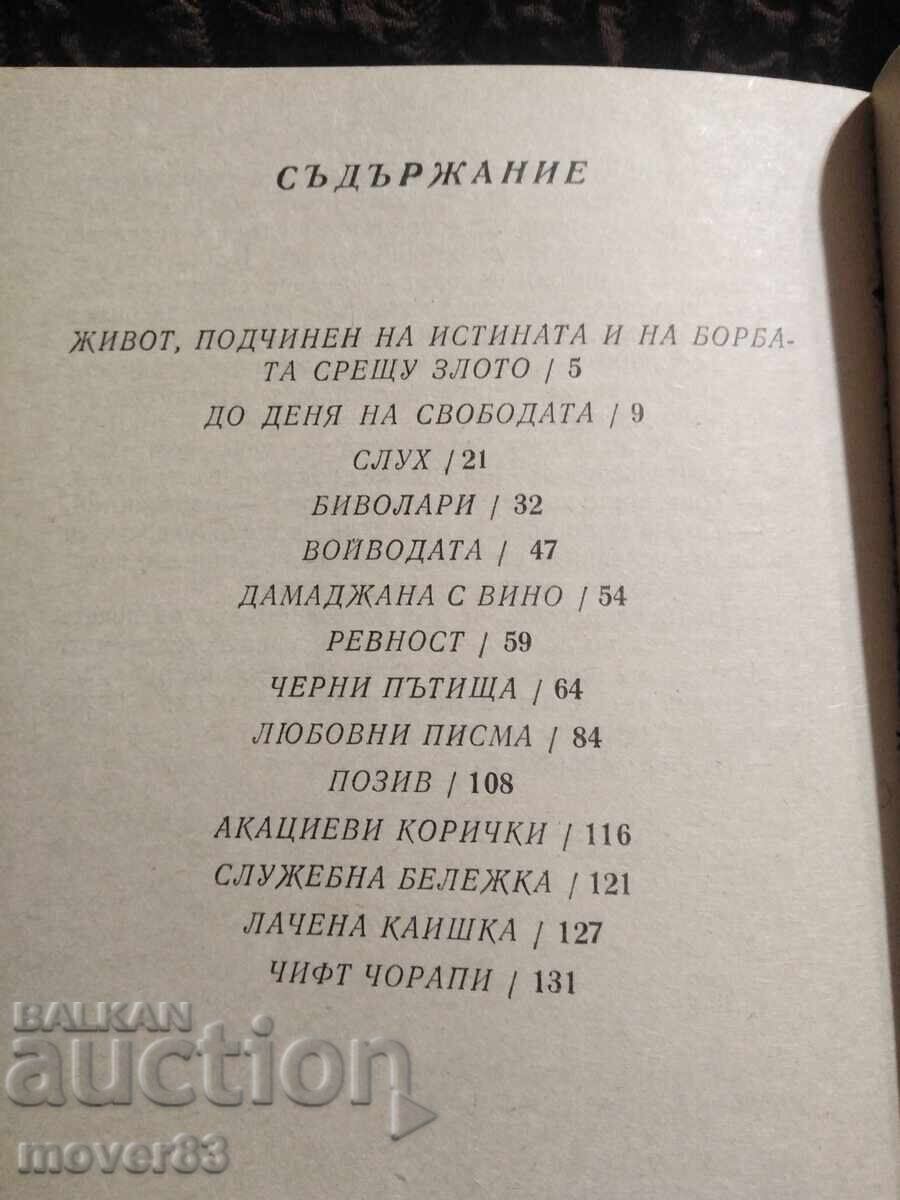 СЪДЪРЖАНИЕ
ЖИВОТ, ПОДЧИНЕН НА ИСТИНАТА И НА БОРБА-
ТА СРЕЩУ ЗЛОТО / 5
ДО ДЕНЯ НА СВОБОДАТА / 9
СЛУХ / 21
БИВОЛАРИ / 32
ВОЙВОДАТА / 47
ДАМАДЖАНА С ВИНО / 54
РЕВНОСТ / 59
ЧЕРНИ ПЪТИЩА / 64
ЛЮБОВНИ ПИСМА / 84
ПОЗИВ / 108
АКАЦИЕВИ КОРИЧКИ / 116
СЛУЖЕБНА БЕЛЕЖКА / 121
ЛАЧЕНА КАИШКА / 127
ЧИФТ ЧОРАПИ / 131
BALKAN
auction
mover83